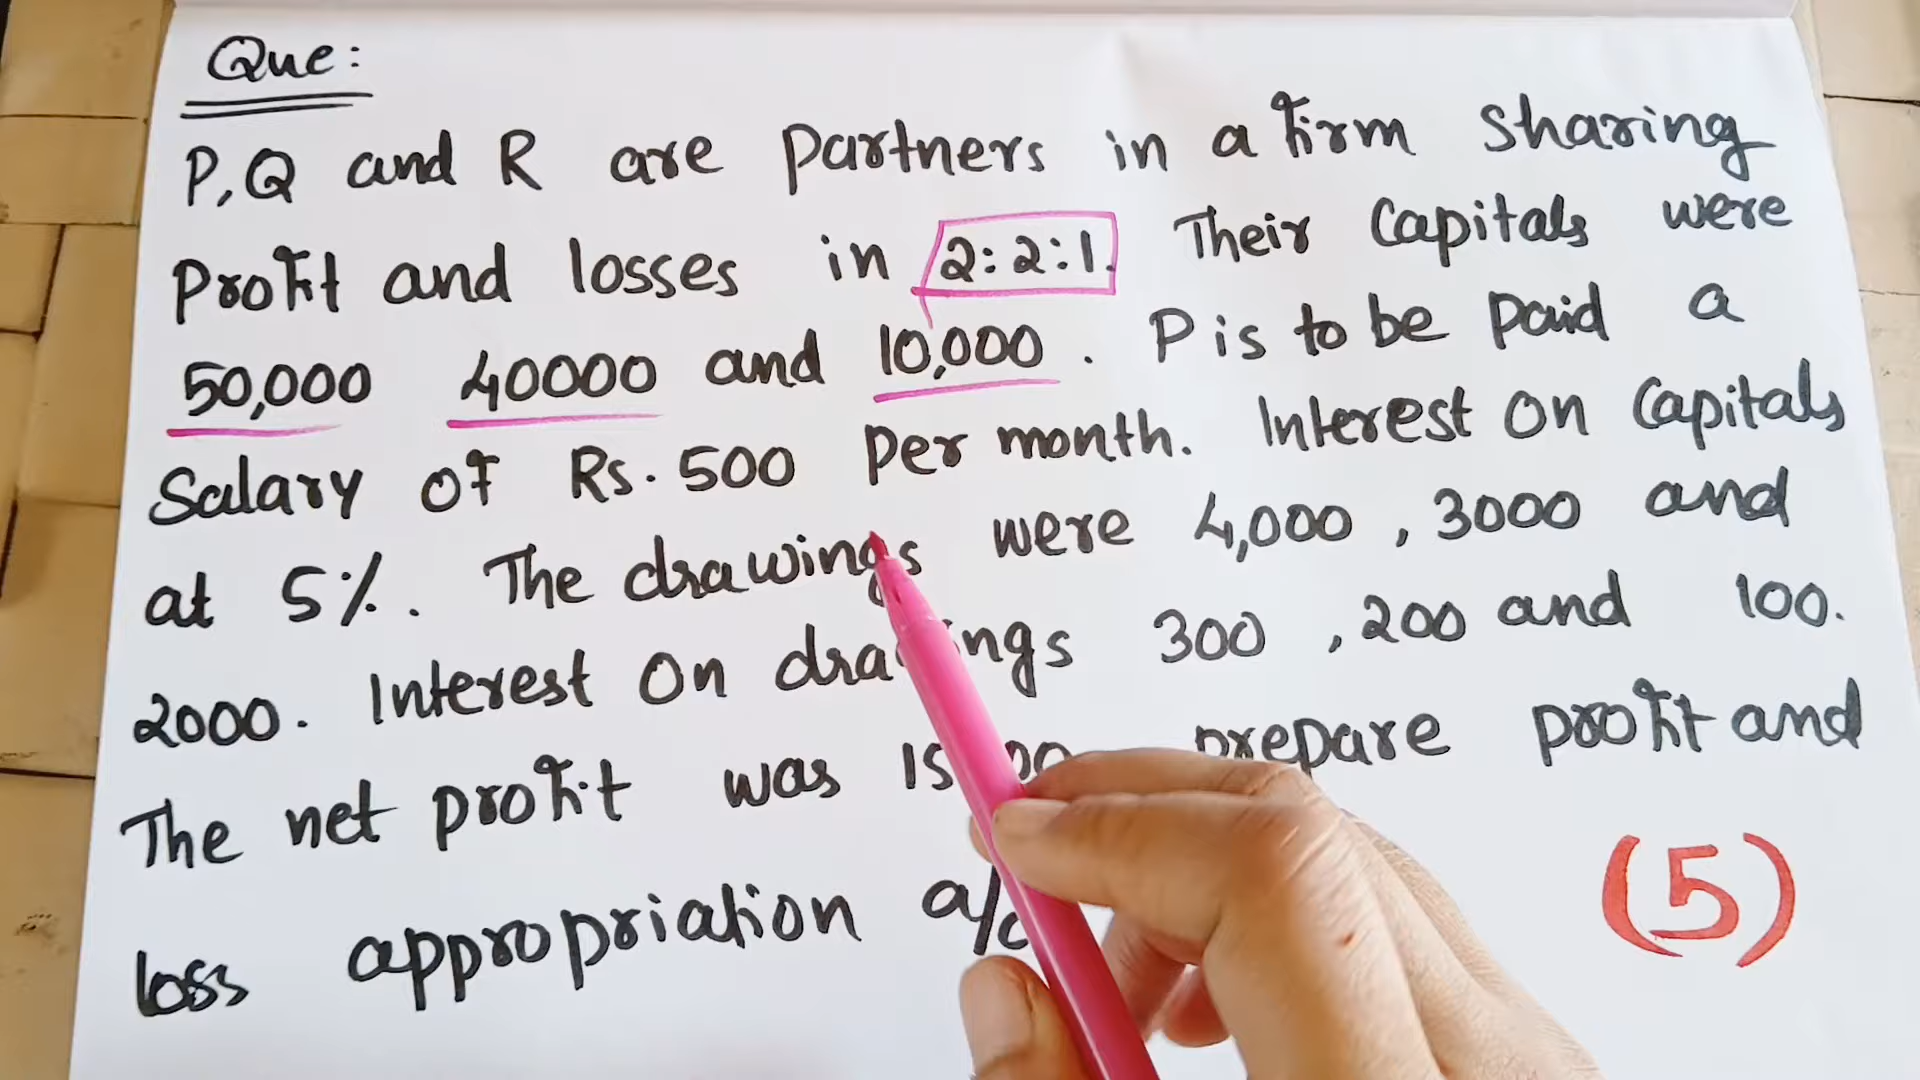 Que:
P, Q and R are partners in a firm sharing
Profit and losses in 2:2:1. Their Capitals were
50,000 40000 and 10,000. P is to be paid a
Salary of Rs. 500 Per month. Interest on Capitals
at 5%. The drawings were 4,000, 3000 and
2000. Interest on drawings 300, 200 and 100.
The net profit was prepare profit and
loss appropriation a/c
(5)